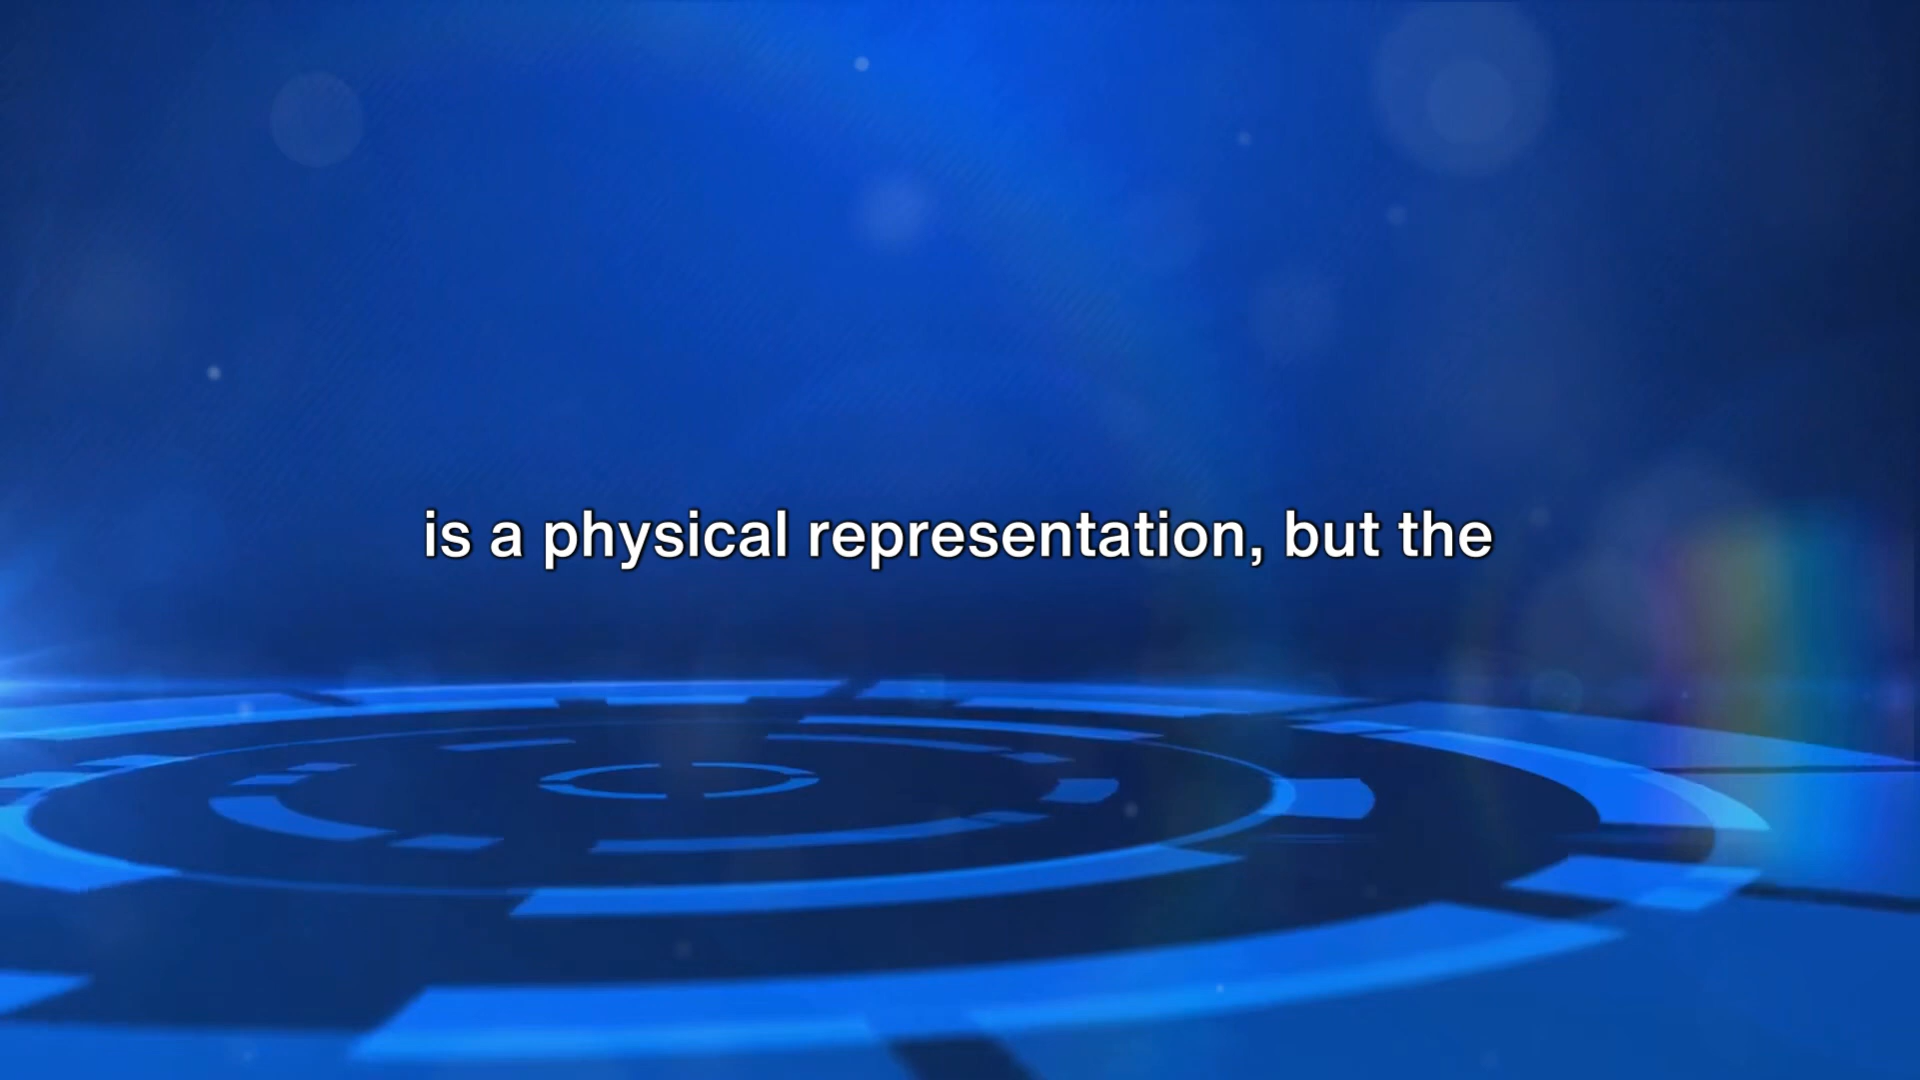 is a physical representation, but the